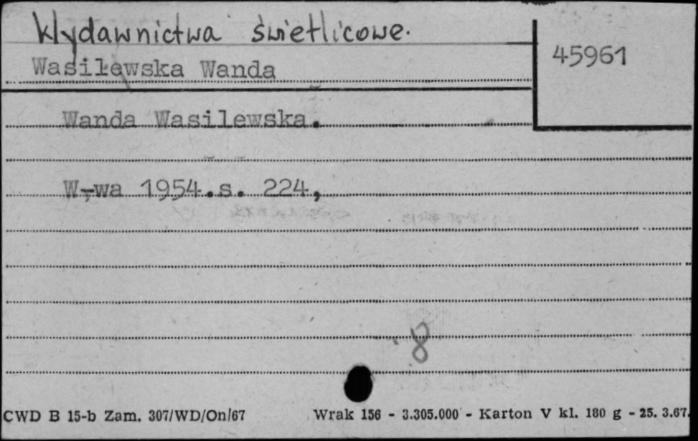 Wydawnictwa świetlicowe.
45961
Wasilewska Wanda
Wanda Wasilewska.
W-wa 1954.s. 224,
8
CWD B 15-b Zam. 307/WD/On/67 Wrak 156 - 3.305.000 - Karton V kl. 180 g - 25. 3.67.